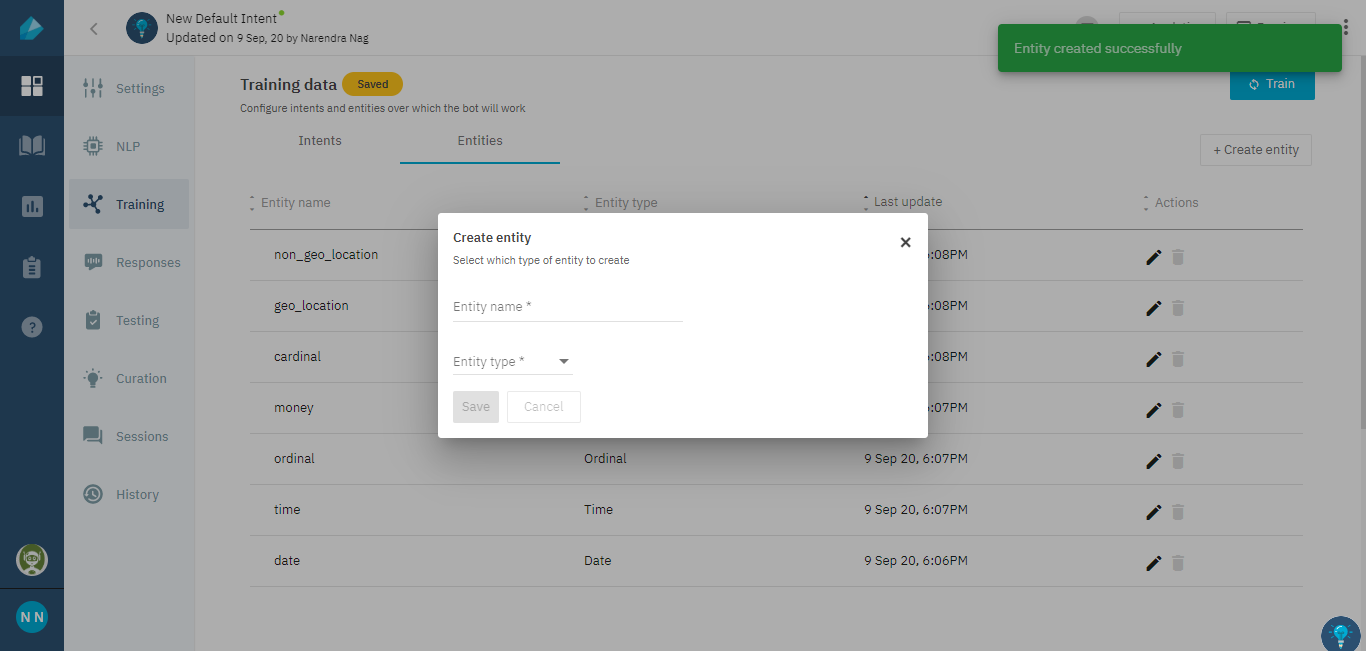 New Default Intent
Updated on 9 Sep, 20 by Narendra Nag
Entity created successfully
Settings
NLP
Training
Responses
Testing
Curation
Sessions
History
N N
Training data Saved
Train
Configure intents and entities over which the bot will work
Intents Entities
+ Create entity
Entity name Entity type Last update Actions
non_geo_location :08PM
geo_location :08PM
cardinal :08PM
money :07PM
ordinal Ordinal 9 Sep 20, 6:07PM
time Time 9 Sep 20, 6:07PM
date Date 9 Sep 20, 6:06PM
Create entity
Select which type of entity to create
Entity name *
Entity type *
Save Cancel